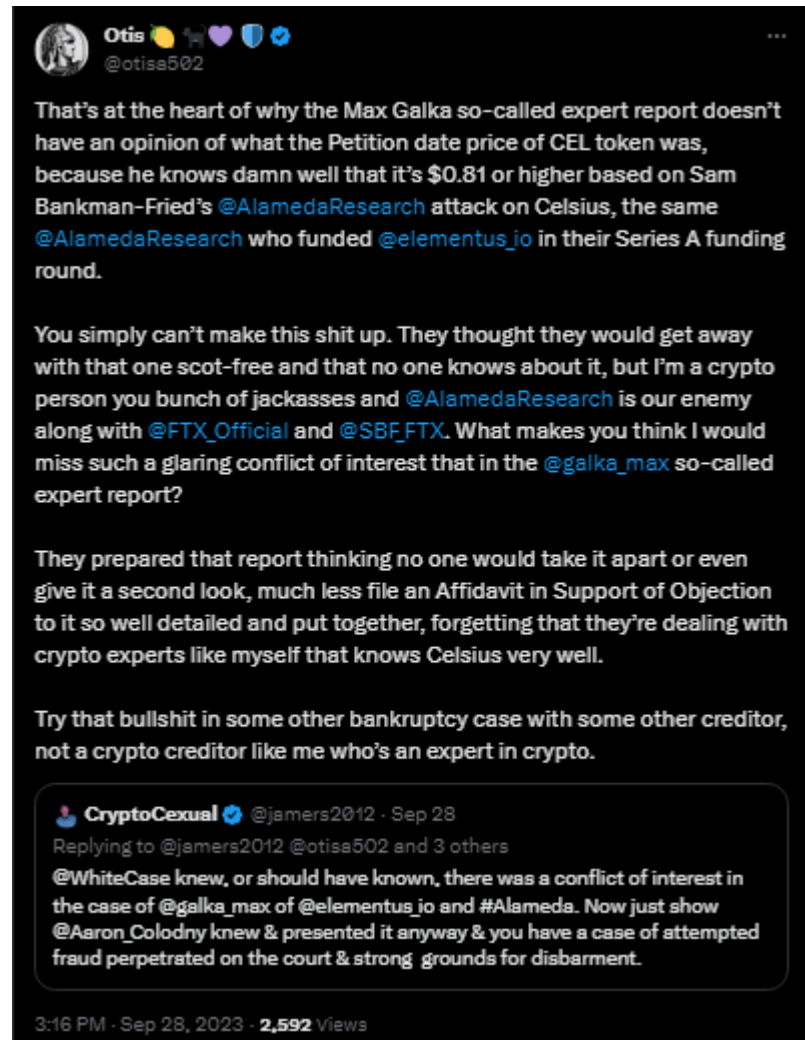 Otis 🍋 🐈‍⬛ 💜 🛡️
@otisa502
That’s at the heart of why the Max Galka so-called expert report doesn’t
have an opinion of what the Petition date price of CEL token was,
because he knows damn well that it’s $0.81 or higher based on Sam
Bankman-Fried’s @AlamedaResearch attack on Celsius, the same
@AlamedaResearch who funded @elementus_io in their Series A funding
round.
You simply can’t make this shit up. They thought they would get away
with that one scot-free and that no one knows about it, but I’m a crypto
person you bunch of jackasses and @AlamedaResearch is our enemy
along with @FTX_Official and @SBF_FTX. What makes you think I would
miss such a glaring conflict of interest that in the @galka_max so-called
expert report?
They prepared that report thinking no one would take it apart or even
give it a second look, much less file an Affidavit in Support of Objection
to it so well detailed and put together, forgetting that they’re dealing with
crypto experts like myself that knows Celsius very well.
Try that bullshit in some other bankruptcy case with some other creditor,
not a crypto creditor like me who’s an expert in crypto.
CryptoCexual @jamers2012 · Sep 28
Replying to @jamers2012 @otisa502 and 3 others
@WhiteCase knew, or should have known, there was a conflict of interest in
the case of @galka_max of @elementus_io and #Alameda. Now just show
@Aaron_Colodny knew & presented it anyway & you have a case of attempted
fraud perpetrated on the court & strong grounds for disbarment.
3:16 PM · Sep 28, 2023 · 2,592 Views